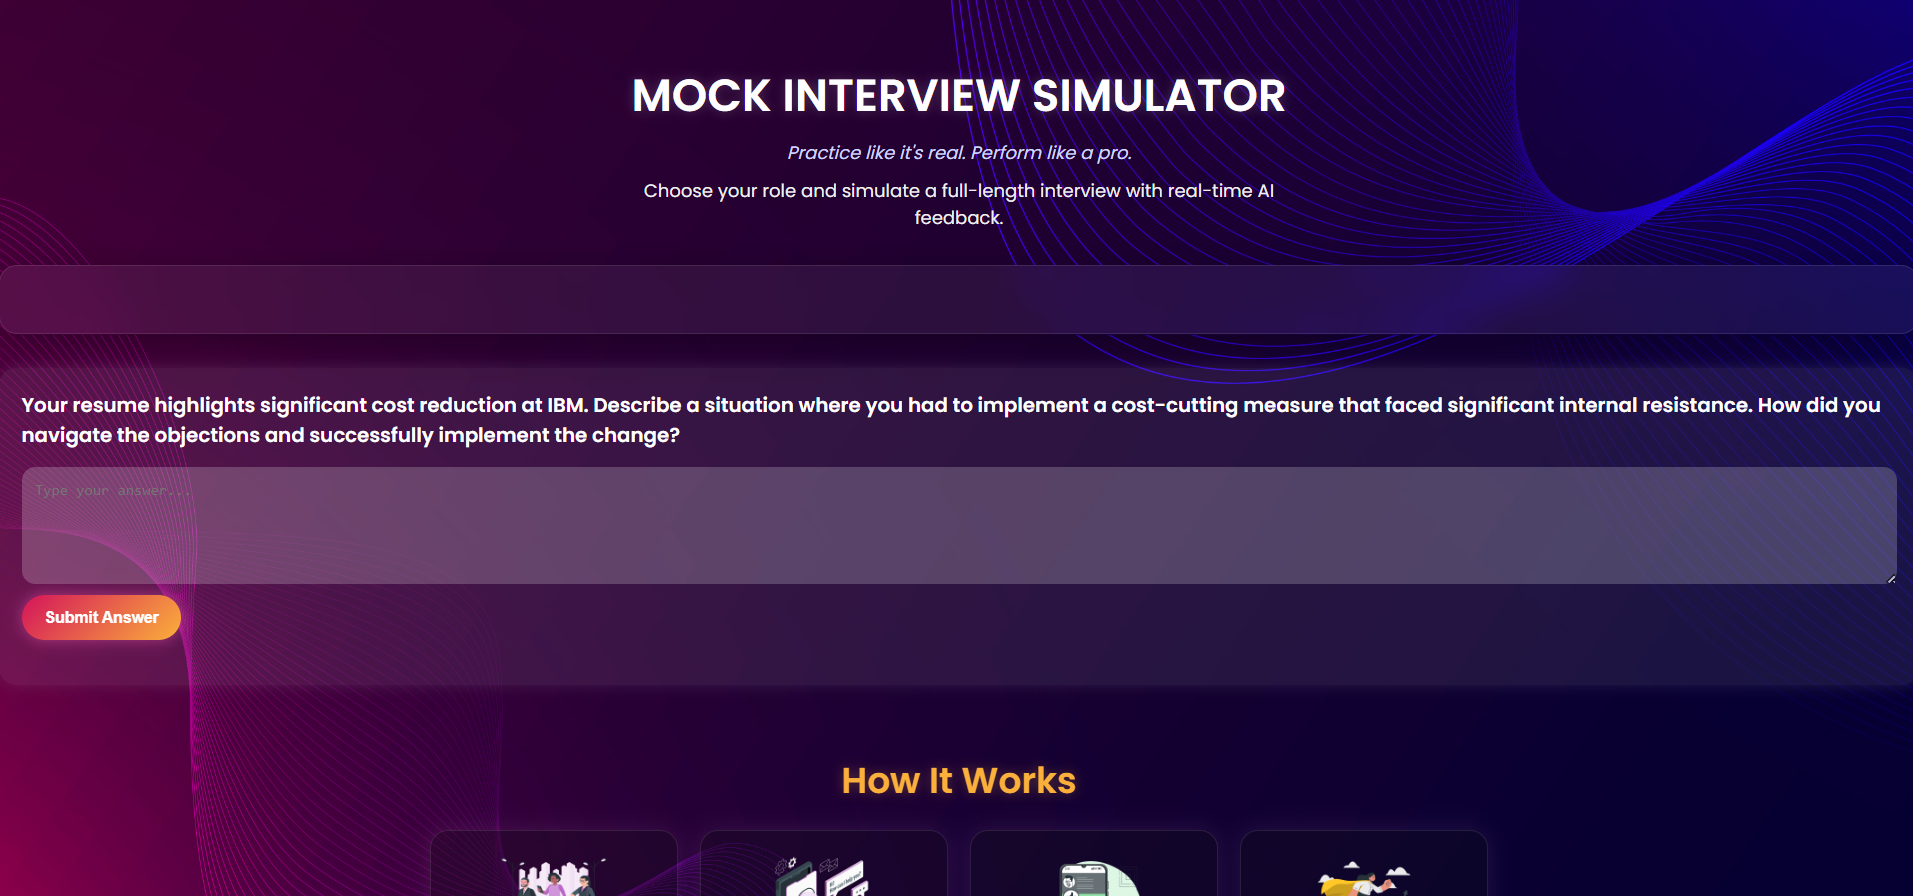 MOCK INTERVIEW SIMULATOR
Practice like it's real. Perform like a pro.
Choose your role and simulate a full-length interview with real-time AI
feedback.
Your resume highlights significant cost reduction at IBM. Describe a situation where you had to implement a cost-cutting measure that faced significant internal resistance. How did you
navigate the objections and successfully implement the change?
Type your answer...
Submit Answer
How It Works